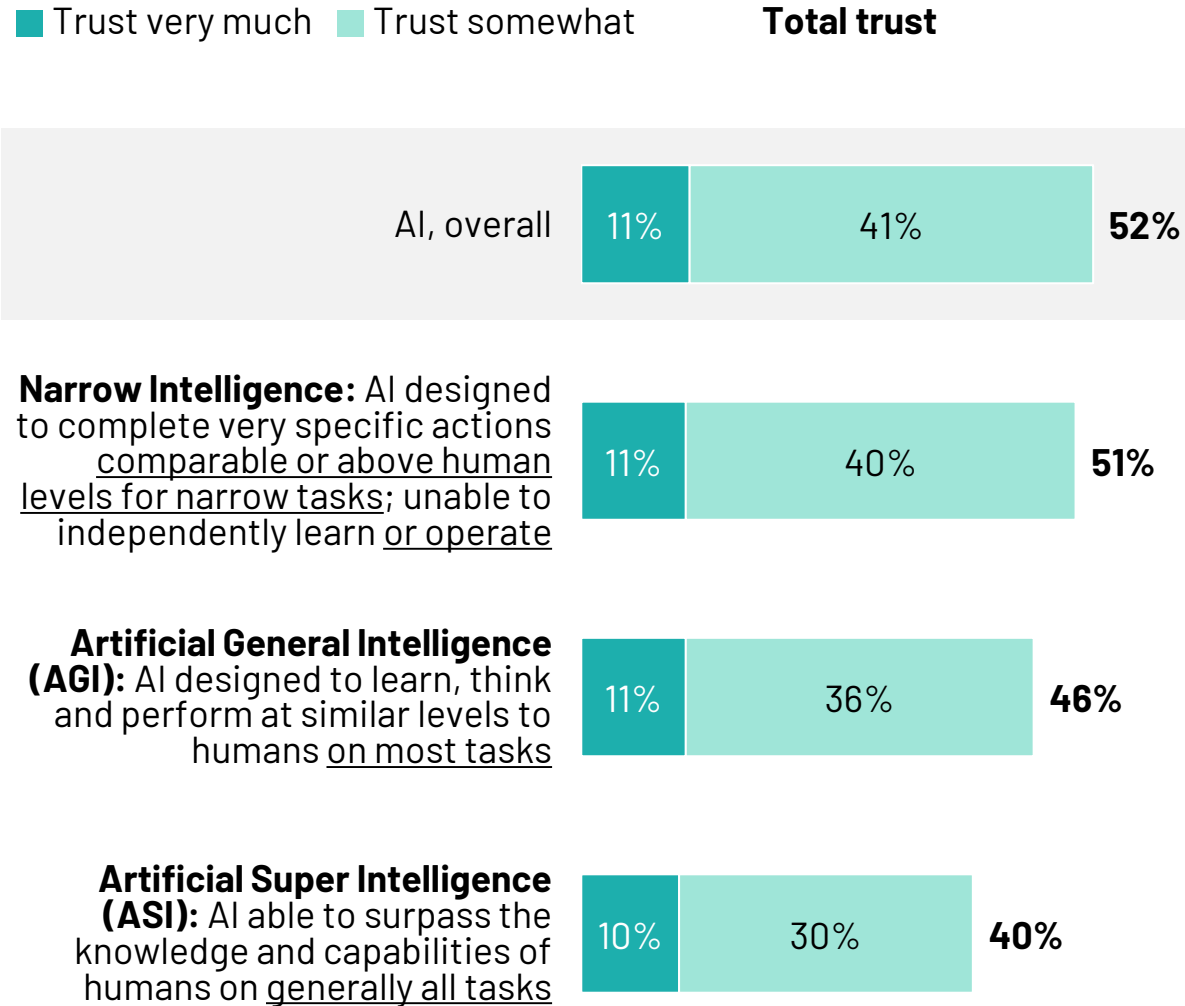 Trust very much Trust somewhat Total trust
AI, overall 11% 41% 52%
Narrow Intelligence: AI designed
to complete very specific actions
comparable or above human
levels for narrow tasks; unable to
independently learn or operate
11% 40% 51%
Artificial General Intelligence
(AGI): AI designed to learn, think
and perform at similar levels to
humans on most tasks
11% 36% 46%
Artificial Super Intelligence
(ASI): AI able to surpass the
knowledge and capabilities of
humans on generally all tasks
10% 30% 40%